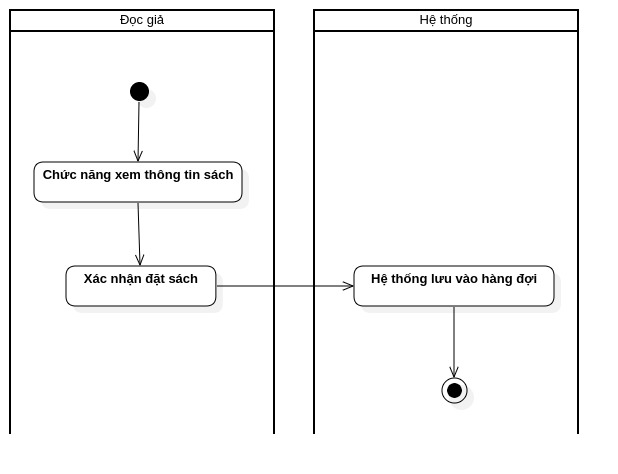 Đọc giả
Hệ thống
Chức năng xem thông tin sách
Xác nhận đặt sách
Hệ thống lưu vào hàng đợi